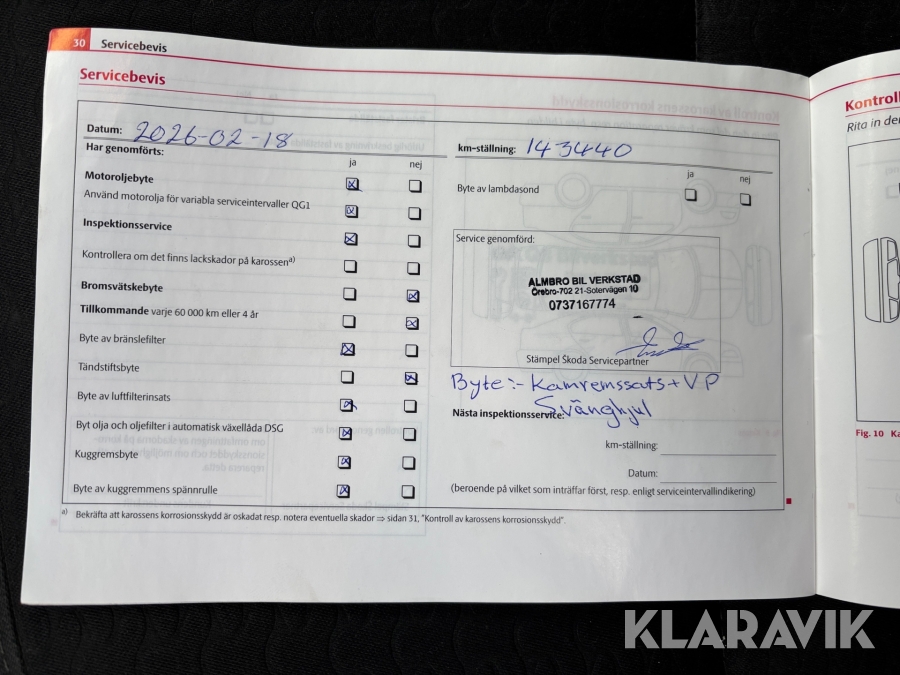 30 Servicebevis
Servicebevis
Datum: 2026-02-18
Har genomförts:
ja nej
Motoroljebyte
Använd motorolja för variabla serviceintervaller QG1
Inspektionsservice
Kontrollera om det finns lackskador på karossen a)
Bromsvätskebyte
Tillkommande varje 60 000 km eller 4 år
Byte av bränslefilter
Tändstiftsbyte
Byte av luftfilterinsats
Byt olja och oljefilter i automatisk växellåda DSG
Kuggremsbyte
Byte av kuggremmens spännrulle
km-ställning: 143440
ja nej
Byte av lambdasond
Service genomförd:
ALMBRO BIL VERKSTAD
Örebro-702 21-Sotervägen 10
0737167774
Stämpel Škoda Servicepartner
Byte:- Kamremssats+VP
Svänghjul
Nästa inspektionsservice:
km-ställning:
Datum:
(beroende på vilket som inträffar först, resp. enligt serviceintervallindikering)
a) Bekräfta att karossens korrosionsskydd är oskadat resp. notera eventuella skador ⇒ sidan 31, "Kontroll av karossens korrosionsskydd".
Kontroll
Rita in de
Fig. 10 Ka
KLARAVIK